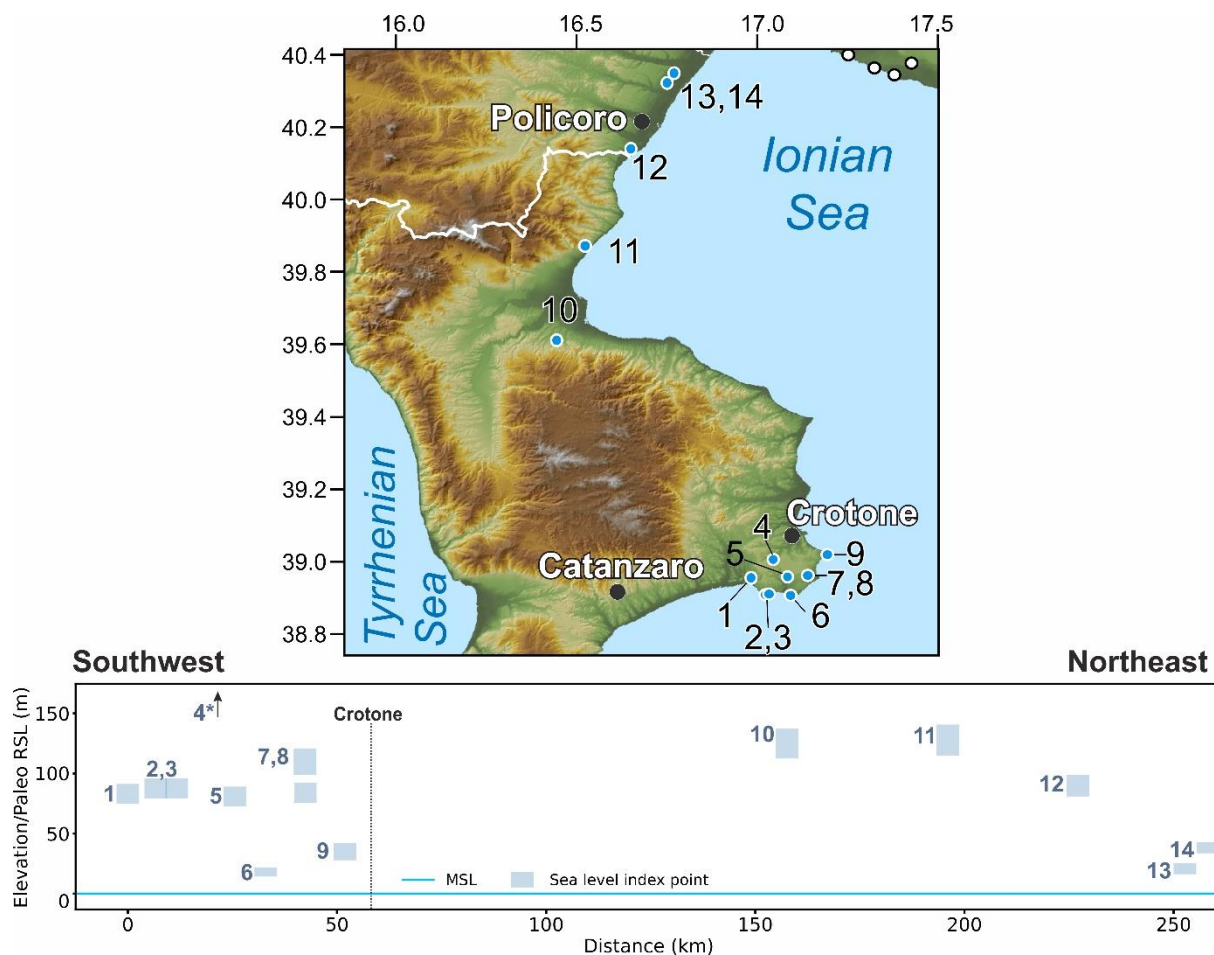 16.0 16.5 17.0 17.5
40.4
13,14
Policoro
40.2
12
Ionian
Sea
40.0
11
39.8
10
39.6
39.4
39.2
Crotone
4
9
39.0
5
Catanzaro
7,8
1
6
2,3
38.8
Tyrrhenian
Sea
Southwest Northeast
Elevation/Paleo RSL (m)
150
4*
Crotone
10
11
7,8
100
2,3
1
5
12
50
9
14
6
MSL Sea level index point
13
0
0 50 100 150 200 250
Distance (km)